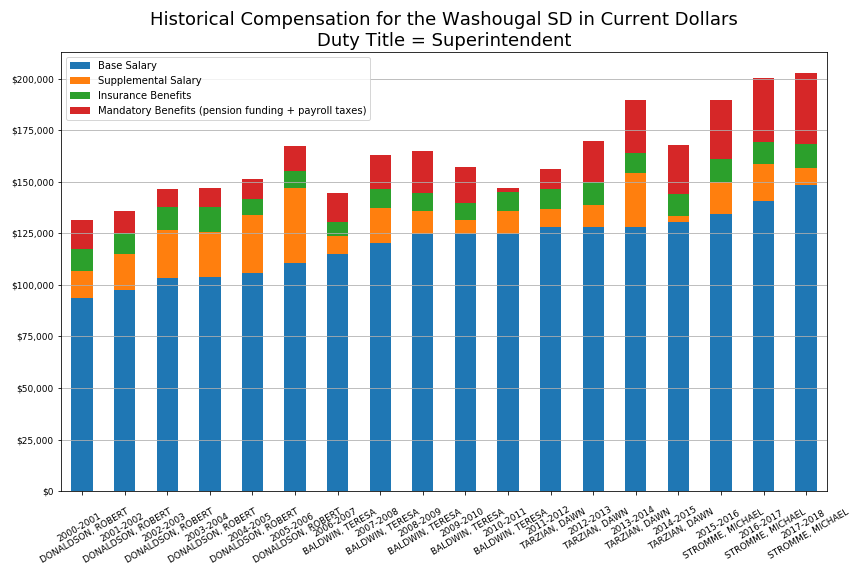 Historical Compensation for the Washougal SD in Current Dollars
Duty Title = Superintendent
Base Salary
Supplemental Salary
Insurance Benefits
Mandatory Benefits (pension funding + payroll taxes)
$200,000
$175,000
$150,000
$125,000
$100,000
$75,000
$50,000
$25,000
$0
2000-2001
DONALDSON, ROBERT
2001-2002
DONALDSON, ROBERT
2002-2003
DONALDSON, ROBERT
2003-2004
DONALDSON, ROBERT
2004-2005
DONALDSON, ROBERT
2005-2006
DONALDSON, ROBERT
2006-2007
BALDWIN, TERESA
2007-2008
BALDWIN, TERESA
2008-2009
BALDWIN, TERESA
2009-2010
BALDWIN, TERESA
2010-2011
BALDWIN, TERESA
2011-2012
TARZIAN, DAWN
2012-2013
TARZIAN, DAWN
2013-2014
TARZIAN, DAWN
2014-2015
TARZIAN, DAWN
2015-2016
STROMME, MICHAEL
2016-2017
STROMME, MICHAEL
2017-2018
STROMME, MICHAEL